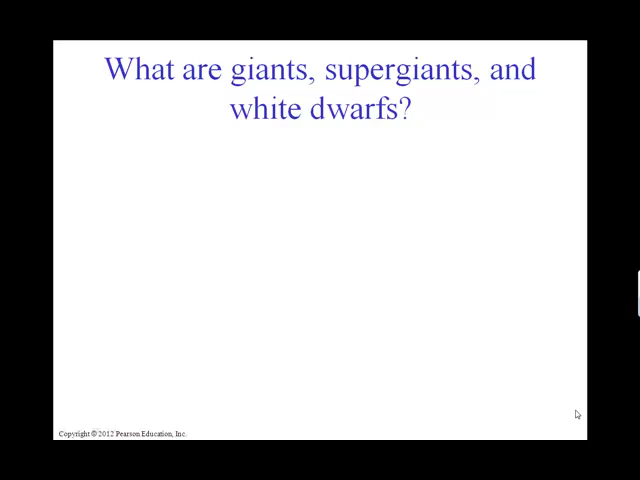 What are giants, supergiants, and
white dwarfs?
Copyright © 2012 Pearson Education, Inc.